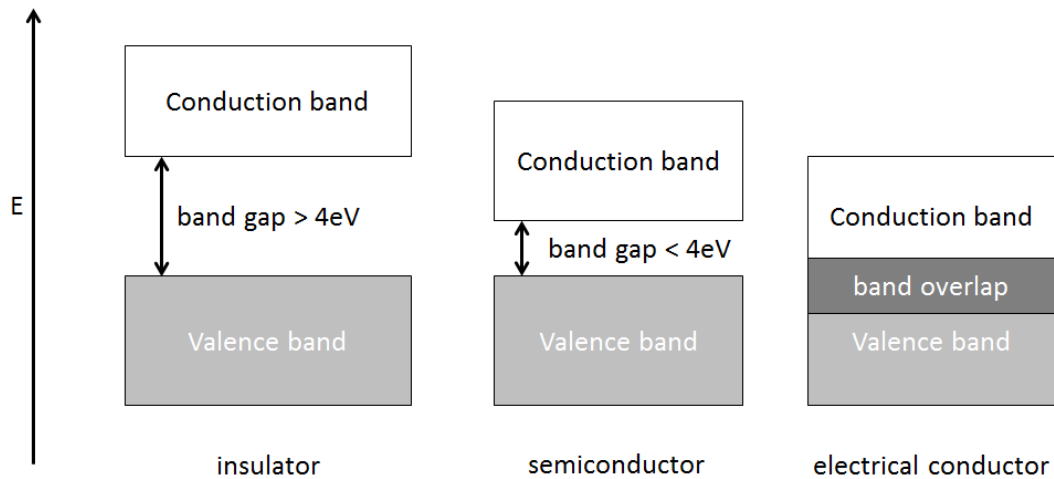 E
Conduction band
band gap > 4eV
Valence band
insulator
Conduction band
band gap < 4eV
Valence band
semiconductor
Conduction band
band overlap
Valence band
electrical conductor